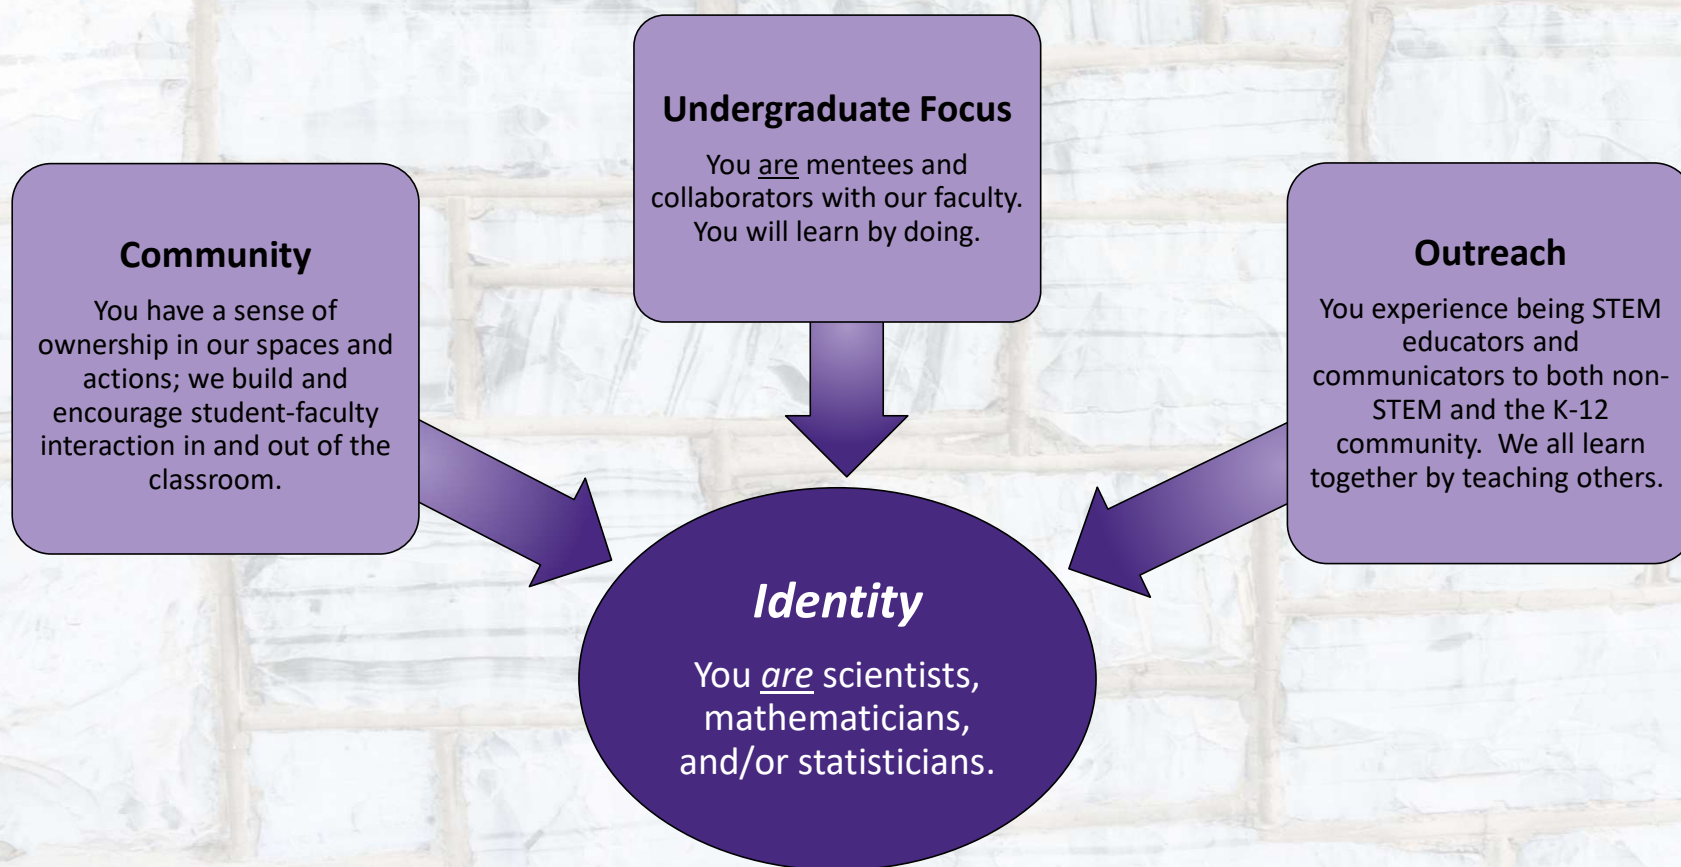 Undergraduate Focus
You are mentees and
collaborators with our faculty.
You will learn by doing.
Community
You have a sense of
ownership in our spaces and
actions; we build and
encourage student-faculty
interaction in and out of the
classroom.
Outreach
You experience being STEM
educators and
communicators to both non-
STEM and the K-12
community.  We all learn
together by teaching others.
Identity
You are scientists,
mathematicians,
and/or statisticians.